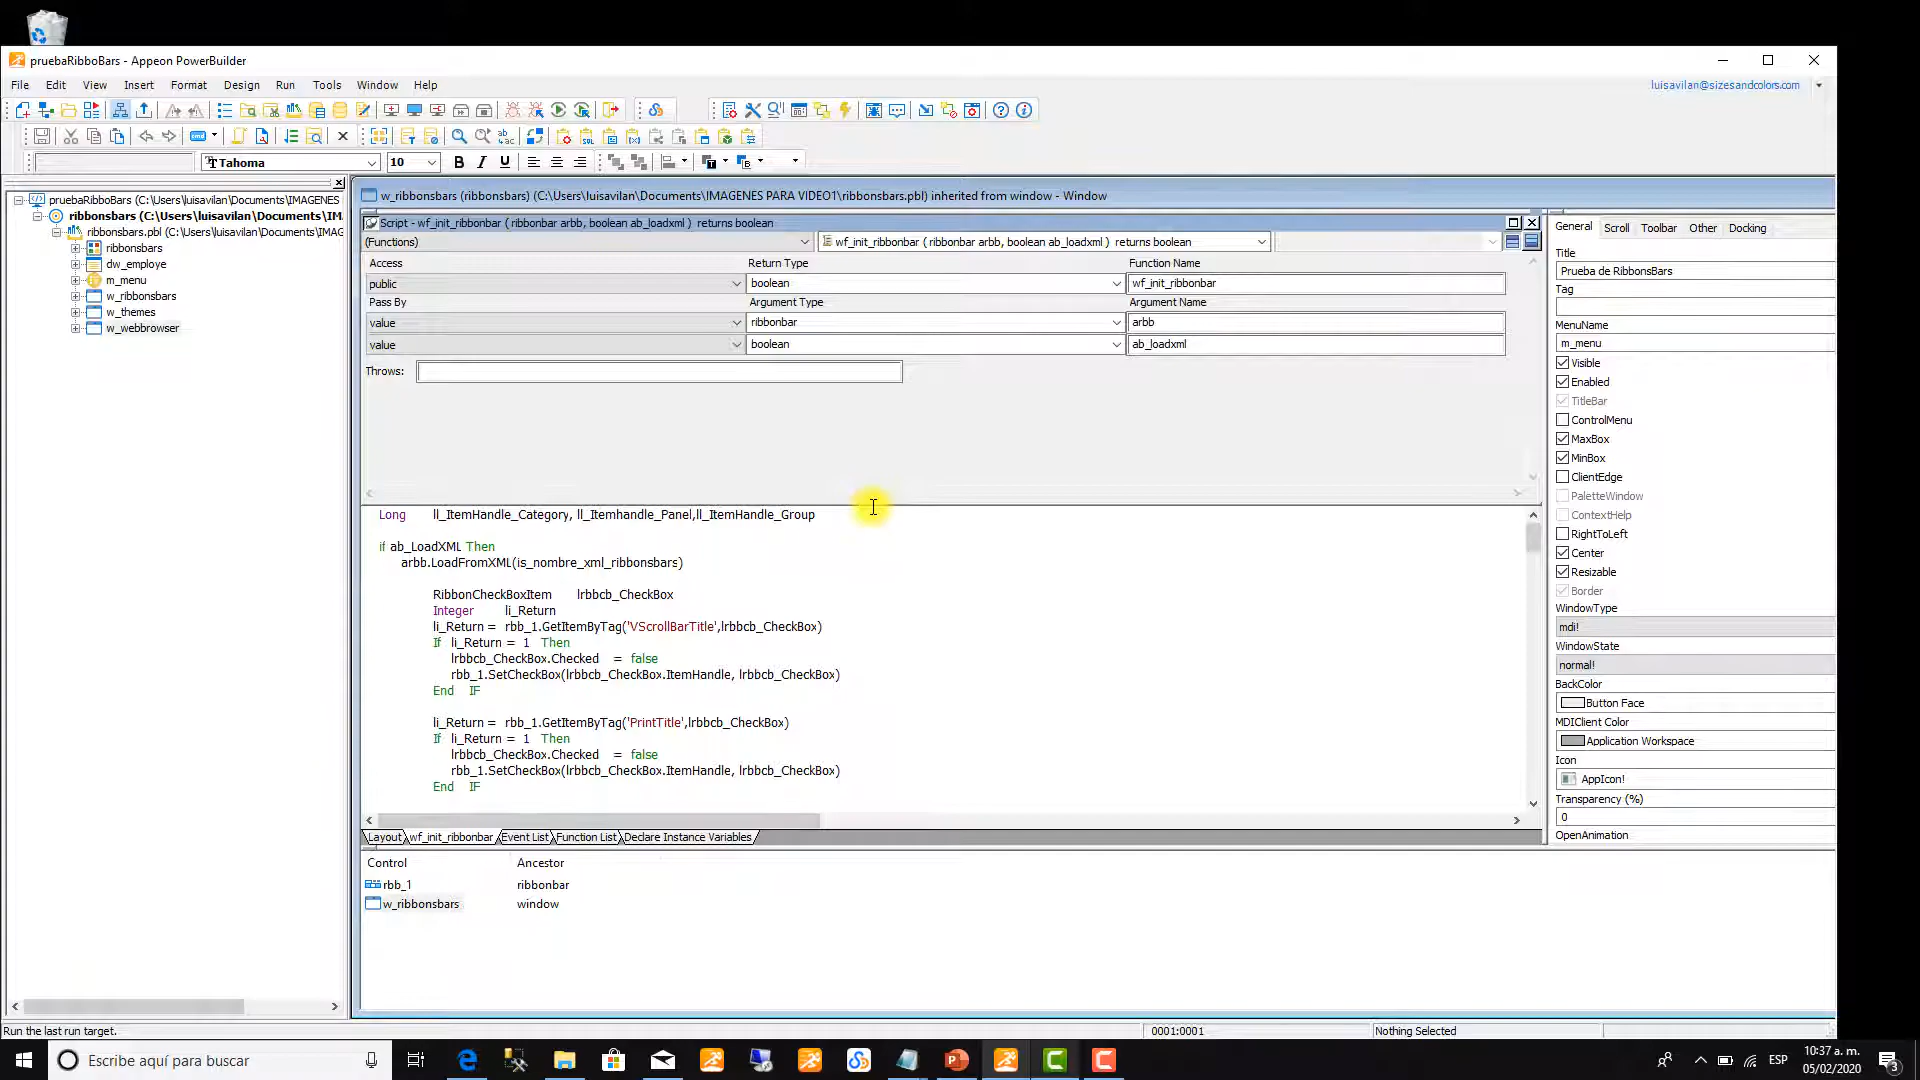 pruebaRibboBars - Appeon PowerBuilder
File Edit View Insert Format Design Run Tools Window Help
luisavilan@sizesandcolors.com
Tahoma 10 B I U
pruebaRibboBars (C:\Users\luisavilan\Documents\IMAGENES
ribbonsbars (C:\Users\luisavilan\Documents\IM
ribbonsbars.pbl (C:\Users\luisavilan\Documents\IMAG
ribbonsbars
dw_employe
m_menu
w_ribbonsbars
w_themes
w_webbrowser
w_ribbonsbars (ribbonsbars) (C:\Users\luisavilan\Documents\IMAGENES PARA VIDEO1\ribbonsbars.pbl) inherited from window - Window
Script - wf_init_ribbonbar ( ribbonbar arbb, boolean ab_loadxml ) returns boolean
(Functions) wf_init_ribbonbar ( ribbonbar arbb, boolean ab_loadxml ) returns boolean
Access Return Type Function Name
public boolean wf_init_ribbonbar
Pass By Argument Type Argument Name
value ribbonbar arbb
value boolean ab_loadxml
Throws:
Long ll_ItemHandle_Category, ll_Itemhandle_Panel,ll_ItemHandle_Group
if ab_LoadXML Then
arbb.LoadFromXML(is_nombre_xml_ribbonsbars)
RibbonCheckBoxItem lrbbcb_CheckBox
Integer li_Return
li_Return = rbb_1.GetItemByTag('VScrollBarTitle',lrbbcb_CheckBox)
If li_Return = 1 Then
lrbbcb_CheckBox.Checked = false
rbb_1.SetCheckBox(lrbbcb_CheckBox.ItemHandle, lrbbcb_CheckBox)
End IF
li_Return = rbb_1.GetItemByTag('PrintTitle',lrbbcb_CheckBox)
If li_Return = 1 Then
lrbbcb_CheckBox.Checked = false
rbb_1.SetCheckBox(lrbbcb_CheckBox.ItemHandle, lrbbcb_CheckBox)
End IF
Layout wf_init_ribbonbar Event List Function List Declare Instance Variables
Control Ancestor
rbb_1 ribbonbar
w_ribbonsbars window
General Scroll Toolbar Other Docking
Title
Prueba de RibbonsBars
Tag
MenuName
m_menu
Visible
Enabled
TitleBar
ControlMenu
MaxBox
MinBox
ClientEdge
PaletteWindow
ContextHelp
RightToLeft
Center
Resizable
Border
WindowType
mdi!
WindowState
normal!
BackColor
Button Face
MDIClient Color
Application Workspace
Icon
AppIcon!
Transparency (%)
0
OpenAnimation
Run the last run target. 0001:0001 Nothing Selected
Escribe aquí para buscar
ESP
10:37 a. m.
05/02/2020
3